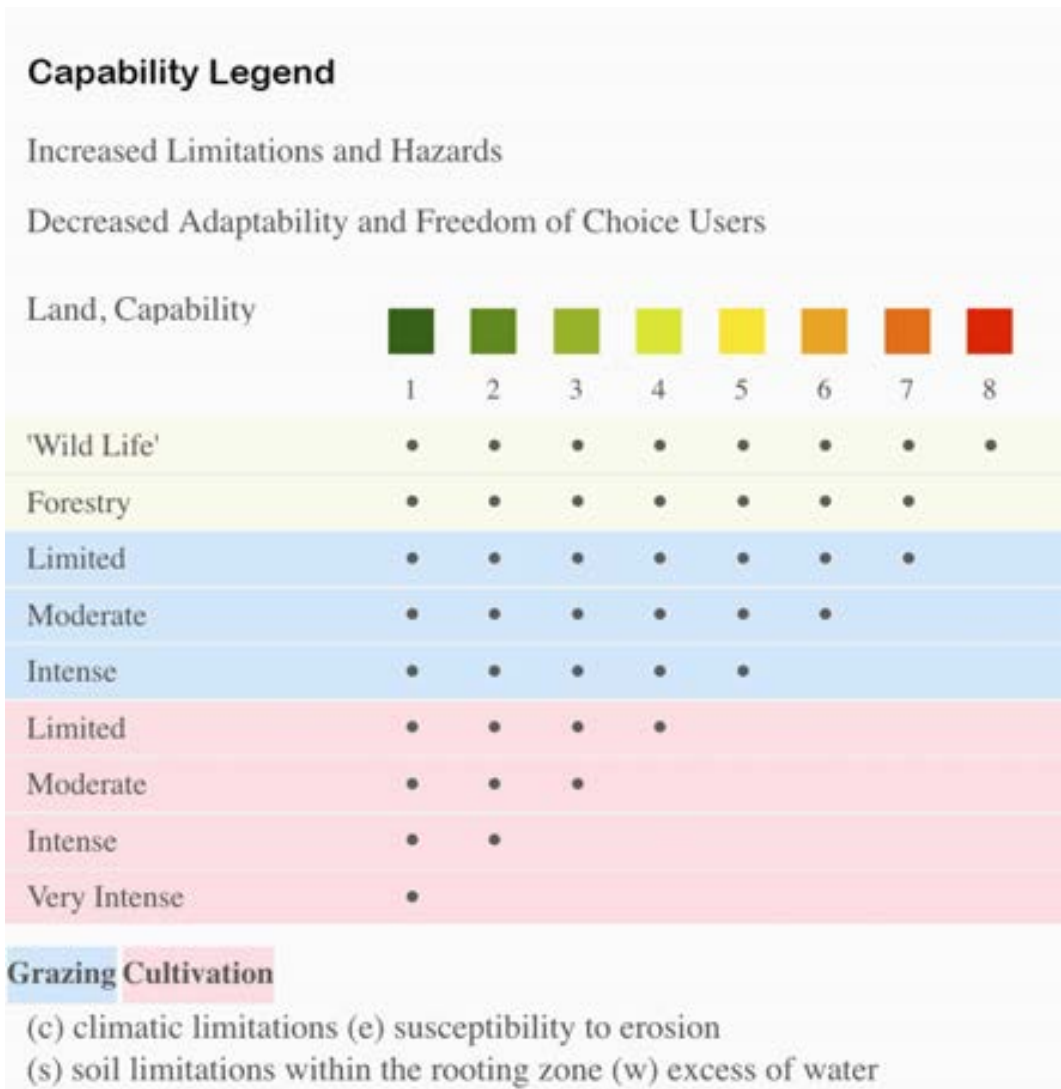 Capability Legend
Increased Limitations and Hazards
Decreased Adaptability and Freedom of Choice Users
Land, Capability
1 2 3 4 5 6 7 8
'Wild Life'
Forestry
Limited
Moderate
Intense
Limited
Moderate
Intense
Very Intense
Grazing Cultivation
(c) climatic limitations (e) susceptibility to erosion
(s) soil limitations within the rooting zone (w) excess of water